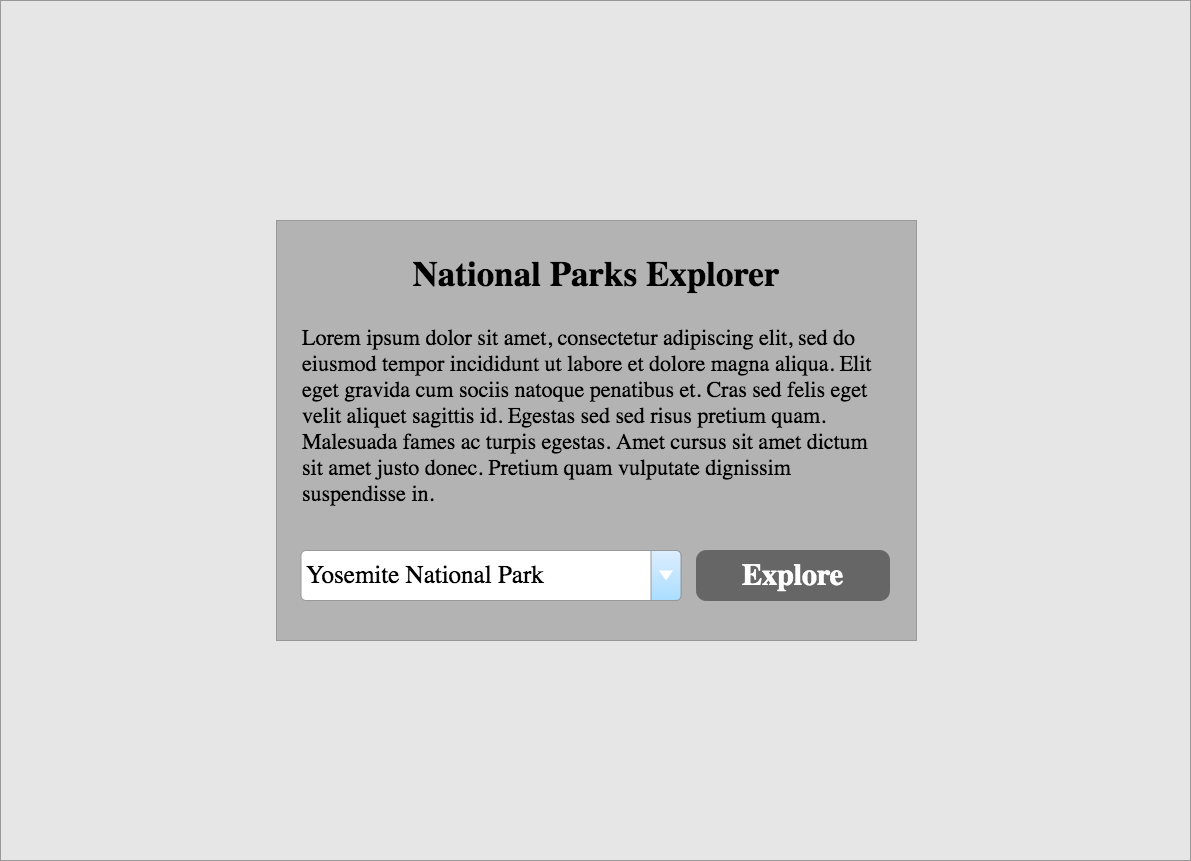 National Parks Explorer
Lorem ipsum dolor sit amet, consectetur adipiscing elit, sed do
eiusmod tempor incididunt ut labore et dolore magna aliqua. Elit
eget gravida cum sociis natoque penatibus et. Cras sed felis eget
velit aliquet sagittis id. Egestas sed sed risus pretium quam.
Malesuada fames ac turpis egestas. Amet cursus sit amet dictum
sit amet justo donec. Pretium quam vulputate dignissim
suspendisse in.
Yosemite National Park
Explore